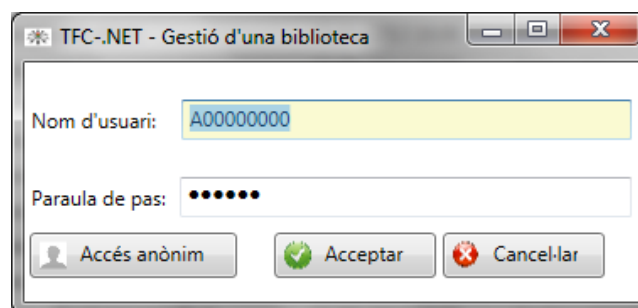 TFC-.NET - Gestió d'una biblioteca
Nom d'usuari: A00000000
Paraula de pas: ••••••
Accés anònim Acceptar Cancel·lar